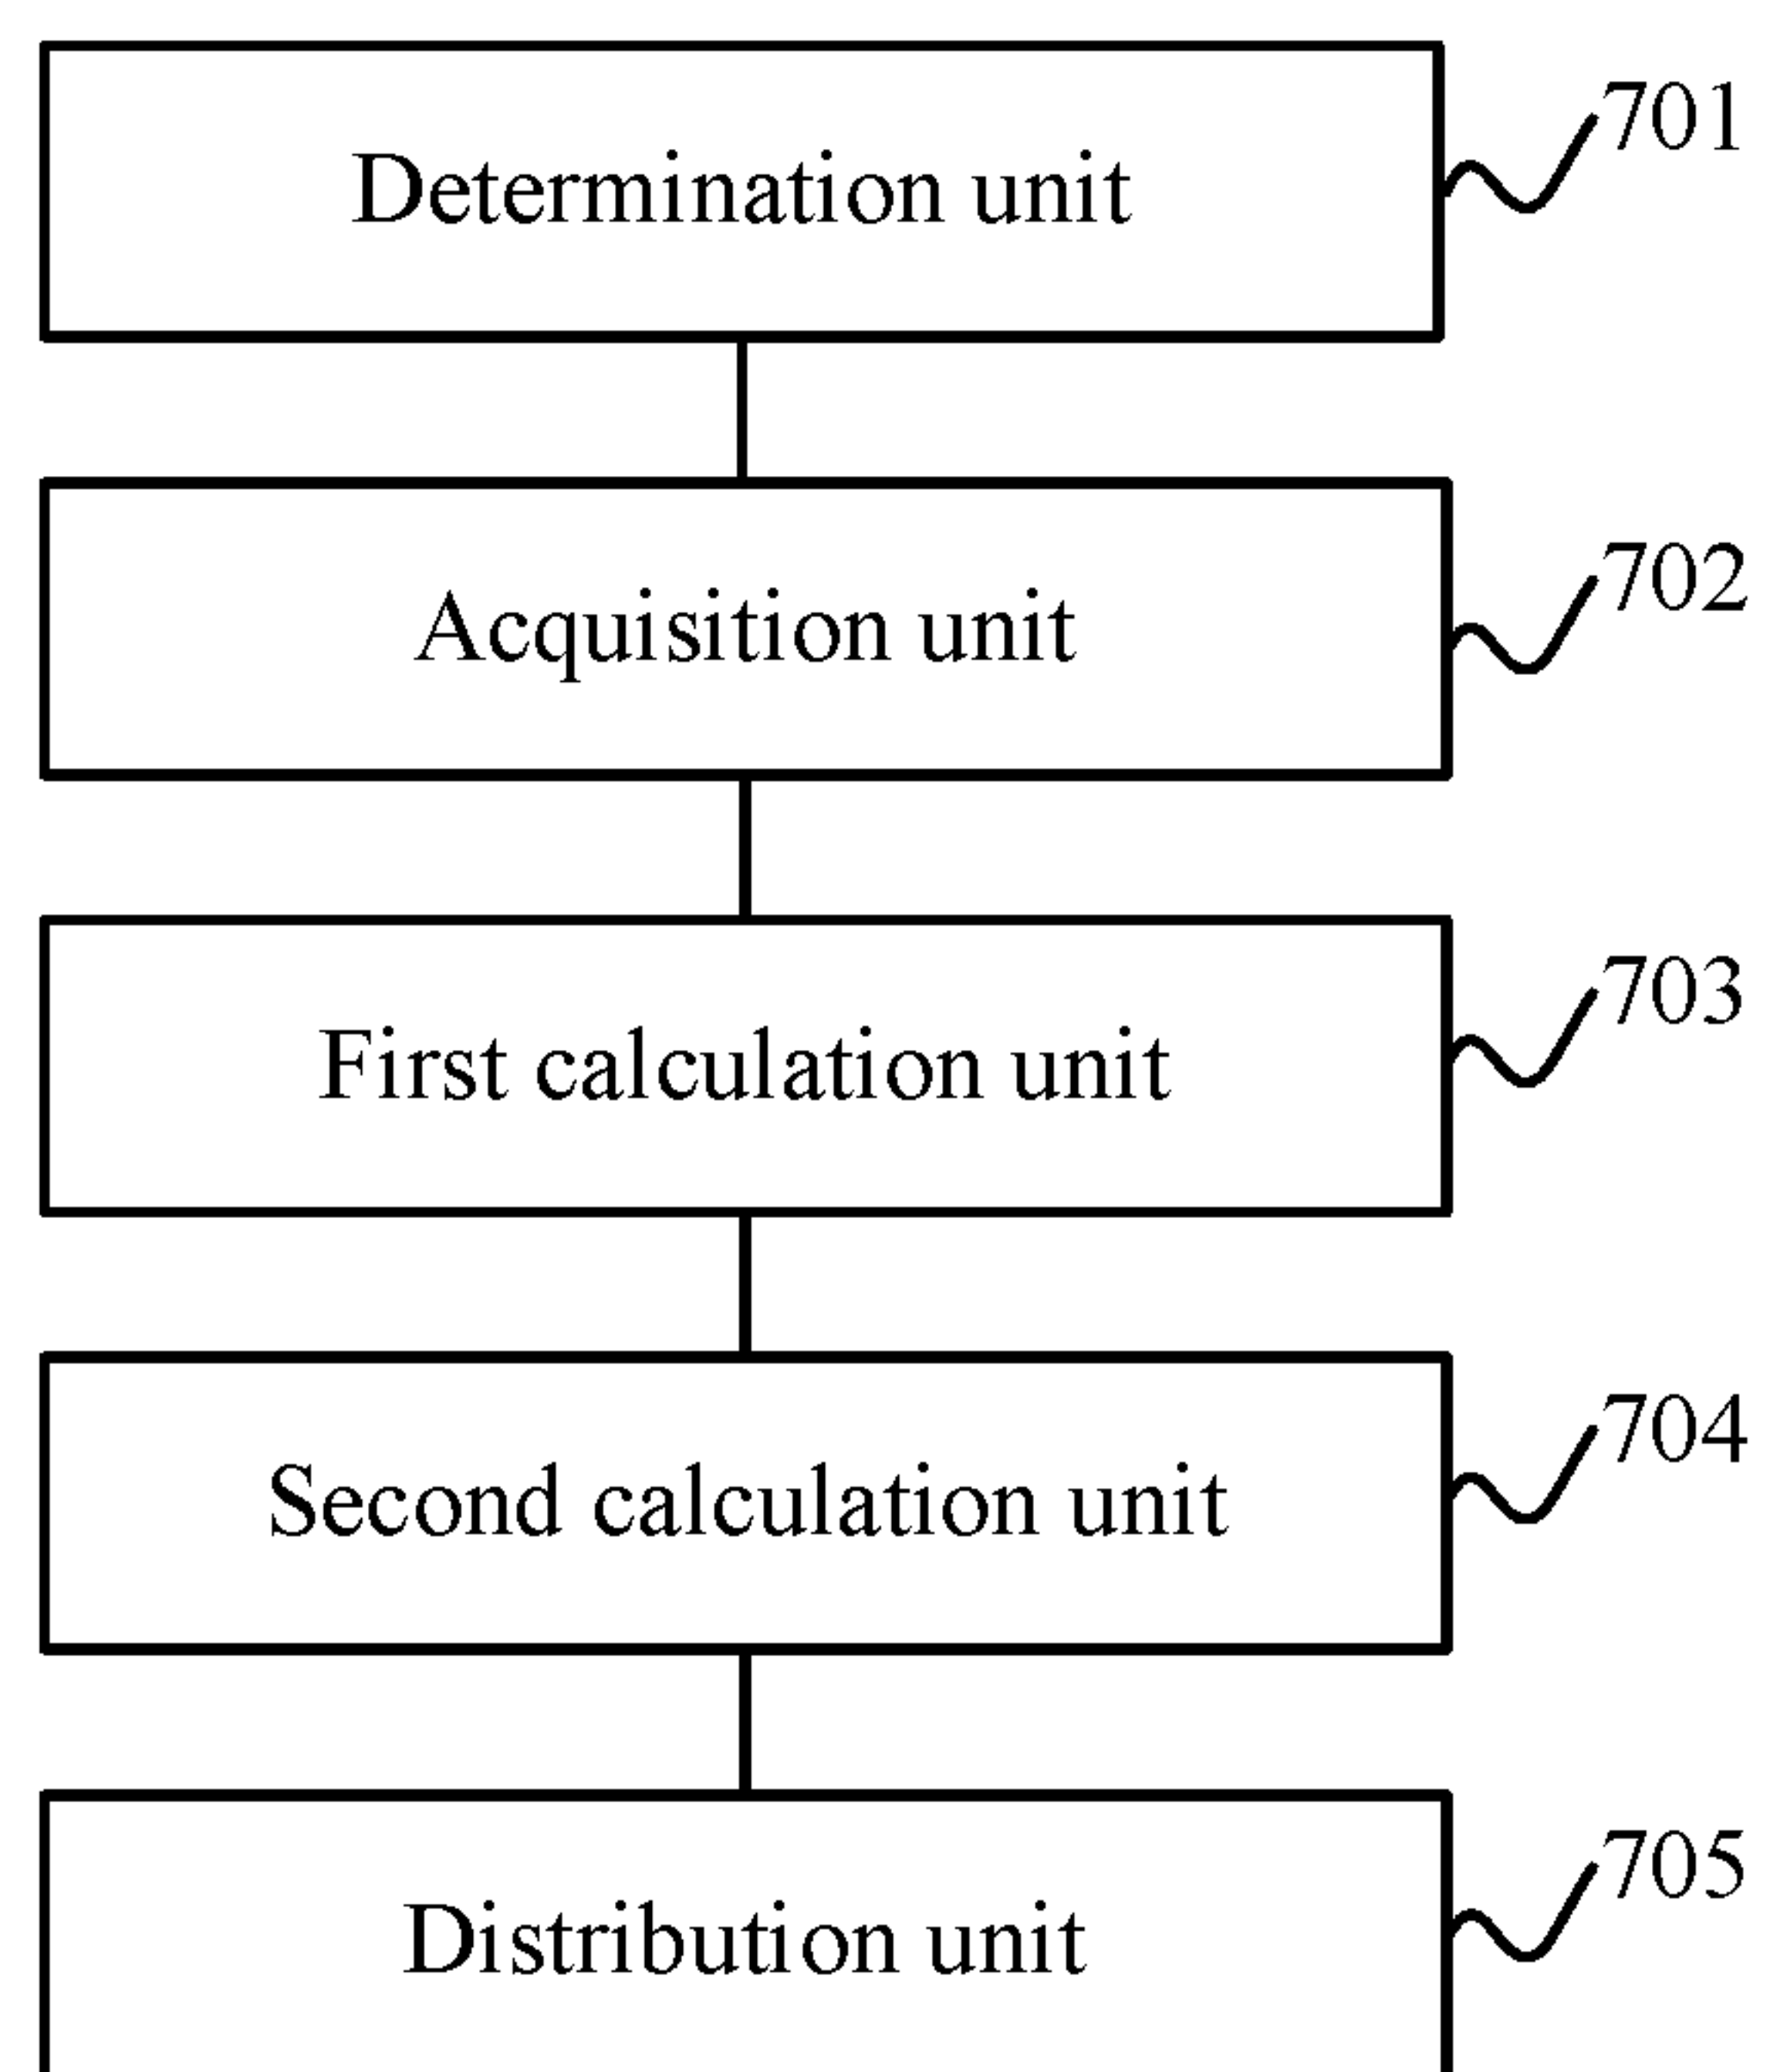 Determination unit
701
Acquisition unit
702
First calculation unit
703
Second calculation unit
704
Distribution unit
705